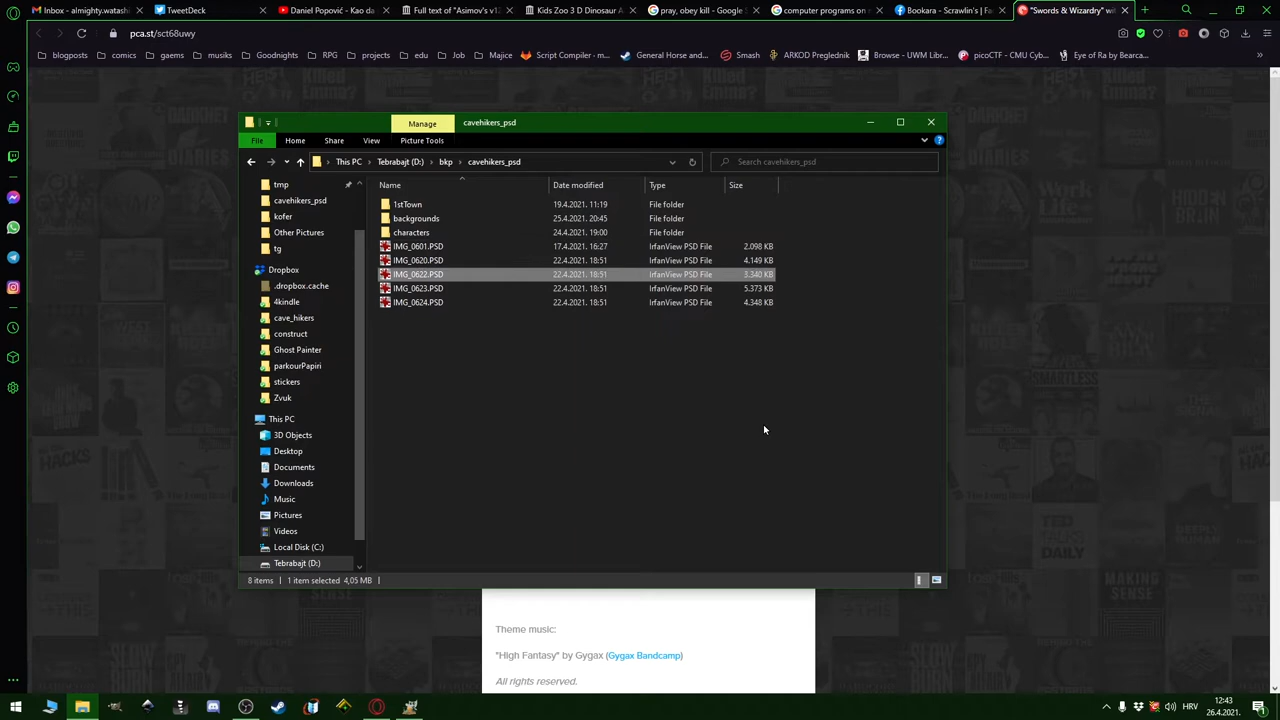 Inbox - almighty.watashi
TweetDeck
Daniel Popović - Kao da
Full text of "Asimov's v12
Kids Zoo 3 D Dinosaur A
pray, obey kill - Google S
computer programs on m
Bookara - Scrawlin's | Fa
"Swords & Wizardry" wit
pca.st/sct68uwy
blogposts
comics
gaems
musiks
Goodnights
RPG
projects
edu
Job
Majice
Script Compiler - m...
General Horse and...
Smash
ARKOD Preglednik
Browse - UWM Libr...
picoCTF - CMU Cyb...
Eye of Ra by Bearca...
Manage
cavehikers_psd
File
Home
Share
View
Picture Tools
This PC
Tebrabajt (D:)
bkp
cavehikers_psd
Search cavehikers_psd
Name
Date modified
Type
Size
1stTown
19.4.2021. 11:19
File folder
backgrounds
25.4.2021. 20:45
File folder
characters
24.4.2021. 19:00
File folder
IMG_0601.PSD
17.4.2021. 16:27
IrfanView PSD File
2.098 KB
IMG_0620.PSD
22.4.2021. 18:51
IrfanView PSD File
4.149 KB
IMG_0622.PSD
22.4.2021. 18:51
IrfanView PSD File
3.340 KB
IMG_0623.PSD
22.4.2021. 18:51
IrfanView PSD File
5.373 KB
IMG_0624.PSD
22.4.2021. 18:51
IrfanView PSD File
4.348 KB
tmp
cavehikers_psd
kofer
Other Pictures
tg
Dropbox
.dropbox.cache
4kindle
cave_hikers
construct
Ghost Painter
parkourPapiri
stickers
Zvuk
This PC
3D Objects
Desktop
Documents
Downloads
Music
Pictures
Videos
Local Disk (C:)
Tebrabajt (D:)
8 items
1 item selected 4,05 MB
Theme music:
"High Fantasy" by Gygax (Gygax Bandcamp)
All rights reserved.
HRV
12:43
26.4.2021.